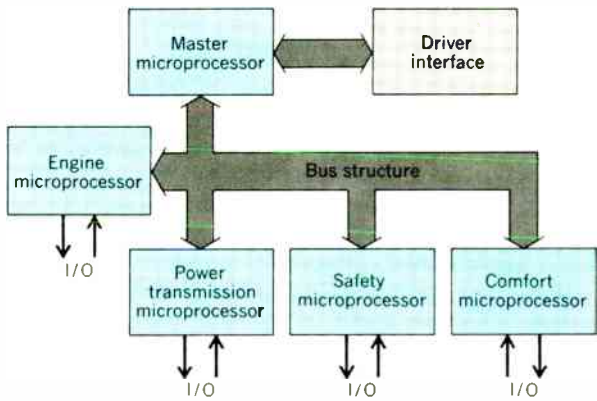 Master
microprocessor
Driver
interface
Engine
microprocessor
Bus structure
I/O
Power
transmission
microprocessor
Safety
microprocessor
Comfort
microprocessor
I/O
I/O
I/O